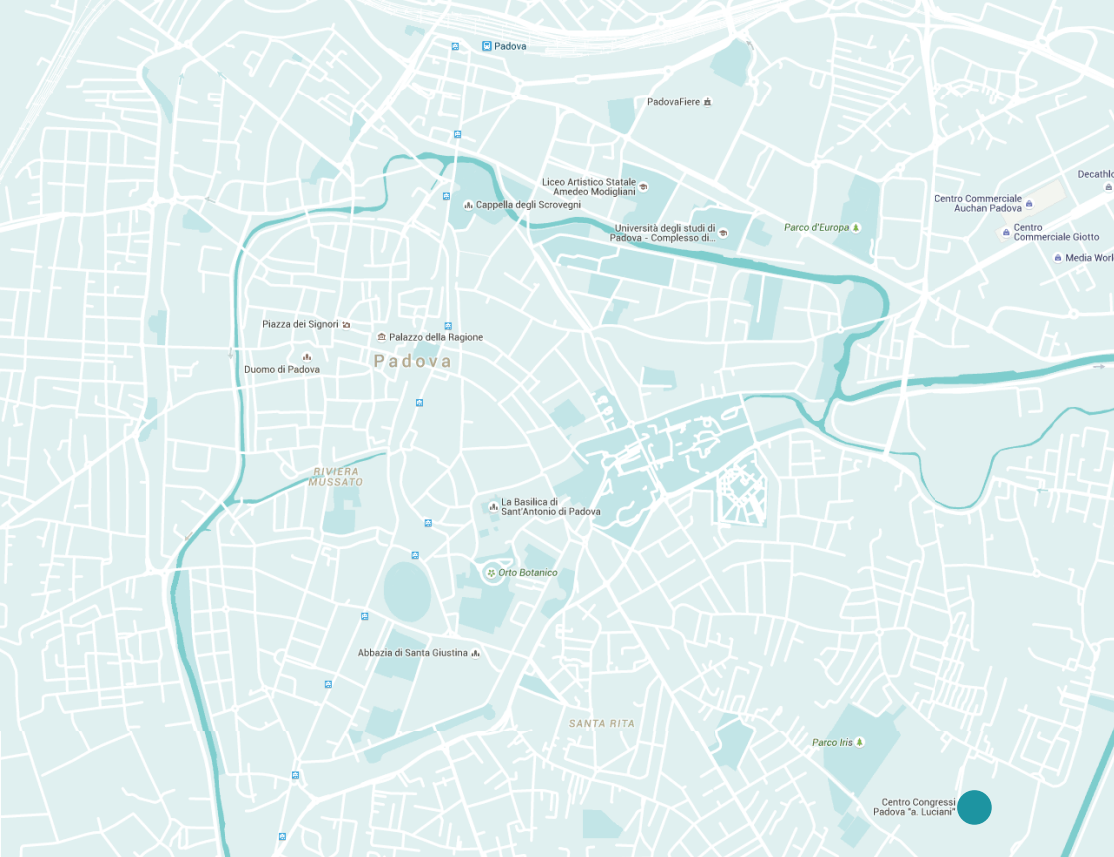 Padova
PadovaFiere
Liceo Artistico Statale
Amedeo Modigliani
Decathlo
Cappella degli Scrovegni
Centro Commerciale
Auchan Padova
Università degli studi di
Padova - Complesso di...
Parco d'Europa
Centro
Commerciale Giotto
Media Worl
Piazza dei Signori
Palazzo della Ragione
Padova
Duomo di Padova
RIVIERA
MUSSATO
La Basilica di
Sant'Antonio di Padova
Orto Botanico
Abbazia di Santa Giustina
SANTA RITA
Parco Iris
Centro Congressi
Padova "a. Luciani"